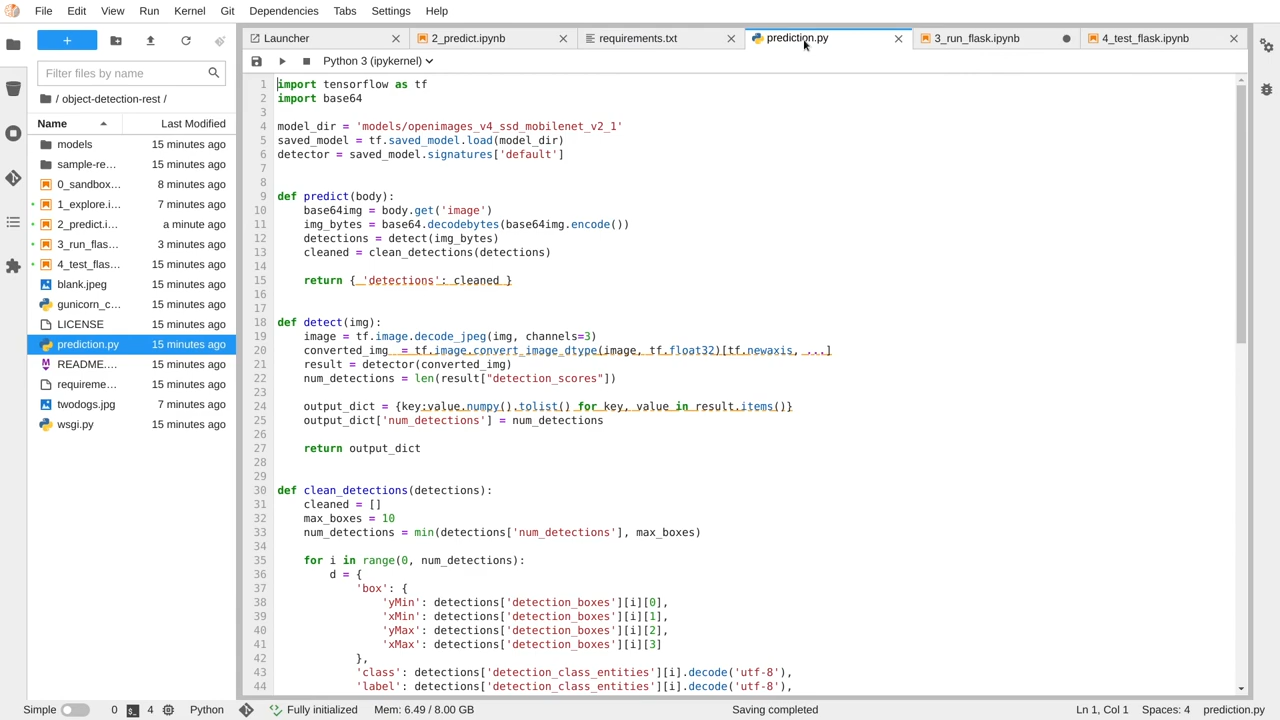 File Edit View Run Kernel Git Dependencies Tabs Settings Help
Launcher 2_predict.ipynb requirements.txt prediction.py 3_run_flask.ipynb 4_test_flask.ipynb
Python 3 (ipykernel)
Filter files by name
/ object-detection-rest /
Name Last Modified
models 15 minutes ago
sample-re... 15 minutes ago
0_sandbox... 8 minutes ago
1_explore.i... 7 minutes ago
2_predict.i... a minute ago
3_run_flas... 3 minutes ago
4_test_flas... 15 minutes ago
blank.jpeg 15 minutes ago
gunicorn_c... 15 minutes ago
LICENSE 15 minutes ago
prediction.py 15 minutes ago
README.... 15 minutes ago
requireme... 15 minutes ago
twodogs.jpg 7 minutes ago
wsgi.py 15 minutes ago
1 import tensorflow as tf
2 import base64
3
4 model_dir = 'models/openimages_v4_ssd_mobilenet_v2_1'
5 saved_model = tf.saved_model.load(model_dir)
6 detector = saved_model.signatures['default']
7
8
9 def predict(body):
10 base64img = body.get('image')
11 img_bytes = base64.decodebytes(base64img.encode())
12 detections = detect(img_bytes)
13 cleaned = clean_detections(detections)
14
15 return { 'detections': cleaned }
16
17
18 def detect(img):
19 image = tf.image.decode_jpeg(img, channels=3)
20 converted_img  = tf.image.convert_image_dtype(image, tf.float32)[tf.newaxis, ...]
21 result = detector(converted_img)
22 num_detections = len(result["detection_scores"])
23
24 output_dict = {key:value.numpy().tolist() for key, value in result.items()}
25 output_dict['num_detections'] = num_detections
26
27 return output_dict
28
29
30 def clean_detections(detections):
31 cleaned = []
32 max_boxes = 10
33 num_detections = min(detections['num_detections'], max_boxes)
34
35 for i in range(0, num_detections):
36 d = {
37 'box': {
38 'yMin': detections['detection_boxes'][i][0],
39 'xMin': detections['detection_boxes'][i][1],
40 'yMax': detections['detection_boxes'][i][2],
41 'xMax': detections['detection_boxes'][i][3]
42 },
43 'class': detections['detection_class_entities'][i].decode('utf-8'),
44 'label': detections['detection_class_entities'][i].decode('utf-8'),
Simple 0 4 Python Fully initialized Mem: 6.49 / 8.00 GB Saving completed Ln 1, Col 1 Spaces: 4 prediction.py